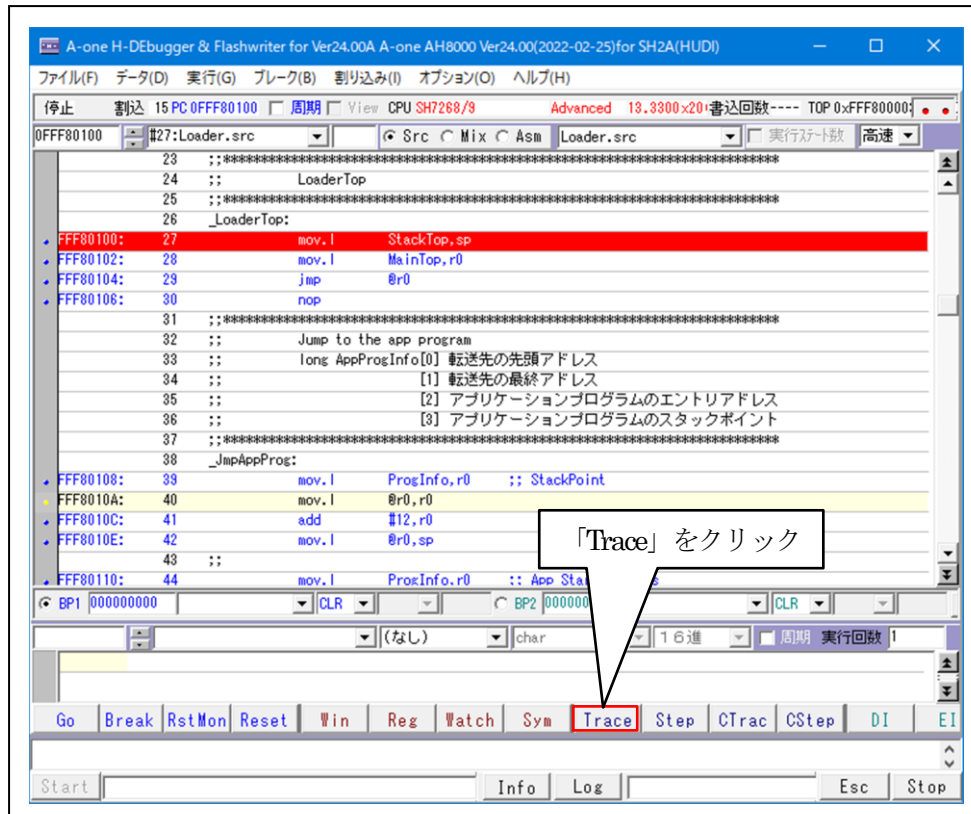 A-one H-DEbugger & Flashwriter for Ver24.00A A-one AH8000 Ver24.00(2022-02-25)for SH2A(HUDI)
ファイル(F) データ(D) 実行(G) ブレーク(B) 割り込み(I) オプション(O) ヘルプ(H)
停止 割込 15 PC 0FFF80100 周期 View CPU SH7268/9 Advanced 13.3300×20 書込回数---- TOP 0xFFF80000:
0FFF80100 #27:Loader.src Src Mix Asm Loader.src 実行ステート数 高速
23 ;;*************************************************************************
24 ;; LoaderTop
25 ;;*************************************************************************
26 _LoaderTop:
FFF80100: 27 mov.l StackTop,sp
FFF80102: 28 mov.l MainTop,r0
FFF80104: 29 jmp @r0
FFF80106: 30 nop
31 ;;*************************************************************************
32 ;; Jump to the app program
33 ;; long AppProgInfo[0] 転送先の先頭アドレス
34 ;; [1] 転送先の最終アドレス
35 ;; [2] アプリケーションプログラムのエントリアドレス
36 ;; [3] アプリケーションプログラムのスタックポイント
37 ;;*************************************************************************
38 _JmpAppProg:
FFF80108: 39 mov.l ProgInfo,r0 ;; StackPoint
FFF8010A: 40 mov.l @r0,r0
FFF8010C: 41 add #12,r0
FFF8010E: 42 mov.l @r0,sp
43 ;;
FFF80110: 44 mov.l ProgInfo,r0 ;; App
「Trace」をクリック
BP1 000000000 CLR BP2 CLR
(なし) char 16進 周期 実行回数 1
Go Break RstMon Reset Win Reg Watch Sym Trace Step CTrac CStep DI EI
Start Info Log Esc Stop